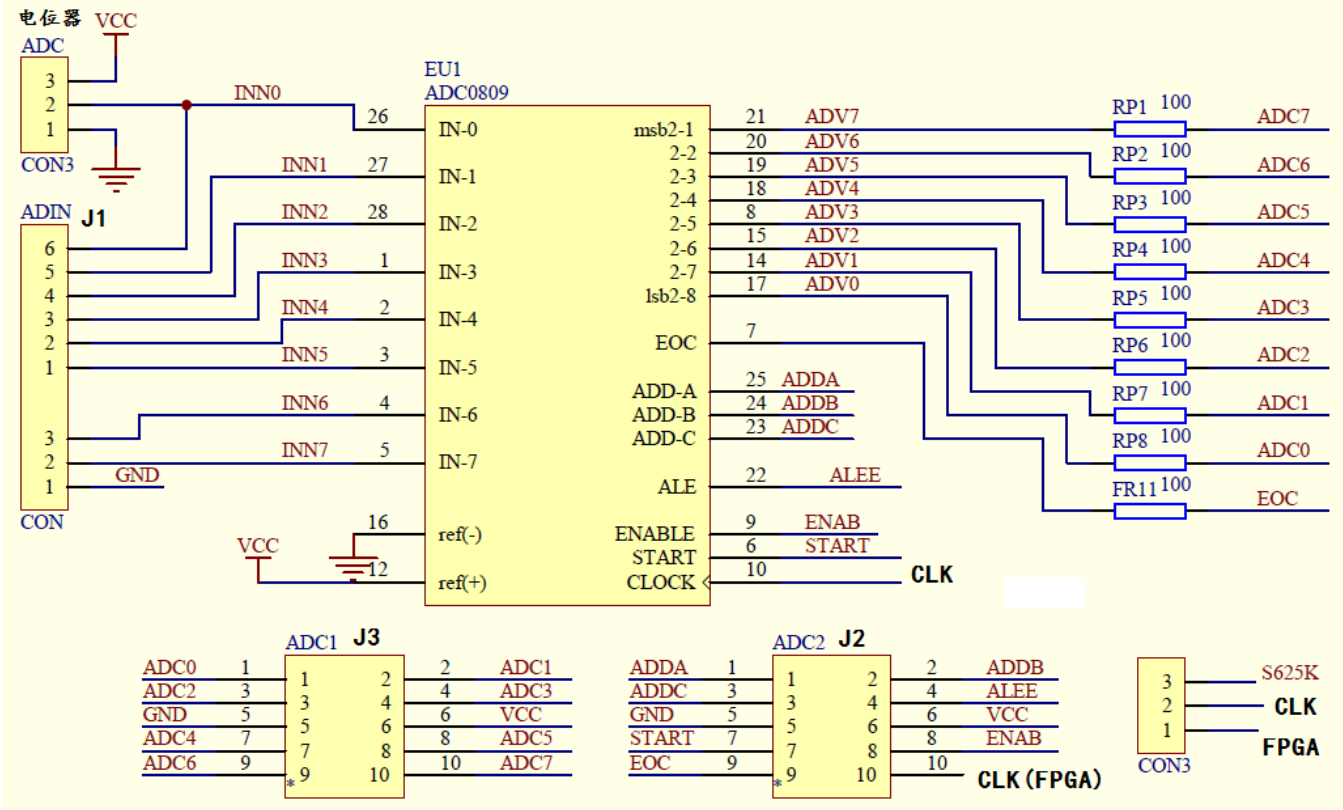 电位器 VCC
ADC
3
2
1
CON3
INN0
ADIN J1
6
5
4
3
2
1
3
2
1
CON
INN1
INN2
INN3
INN4
INN5
INN6
INN7
GND
VCC
EU1
ADC0809
26 IN-0
27 IN-1
28 IN-2
1 IN-3
2 IN-4
3 IN-5
4 IN-6
5 IN-7
16 ref(-)
12 ref(+)
msb2-1 21 ADV7
2-2 20 ADV6
2-3 19 ADV5
2-4 18 ADV4
2-5 8 ADV3
2-6 15 ADV2
2-7 14 ADV1
lsb2-8 17 ADV0
EOC 7
ADD-A 25 ADDA
ADD-B 24 ADDB
ADD-C 23 ADDC
ALE 22 ALEE
ENABLE 9 ENAB
START 6 START
CLOCK 10 CLK
RP1 100 ADC7
RP2 100 ADC6
RP3 100 ADC5
RP4 100 ADC4
RP5 100 ADC3
RP6 100 ADC2
RP7 100 ADC1
RP8 100 ADC0
FR11 100 EOC
ADC1 J3
ADC0 1 1 2 2 ADC1
ADC2 3 3 4 4 ADC3
GND 5 5 6 6 VCC
ADC4 7 7 8 8 ADC5
ADC6 9 *9 10 10 ADC7
ADC2 J2
ADDA 1 1 2 2 ADDB
ADDC 3 3 4 4 ALEE
GND 5 5 6 6 VCC
START 7 7 8 8 ENAB
EOC 9 *9 10 10 CLK(FPGA)
3 S625K
2 CLK
1 FPGA
CON3